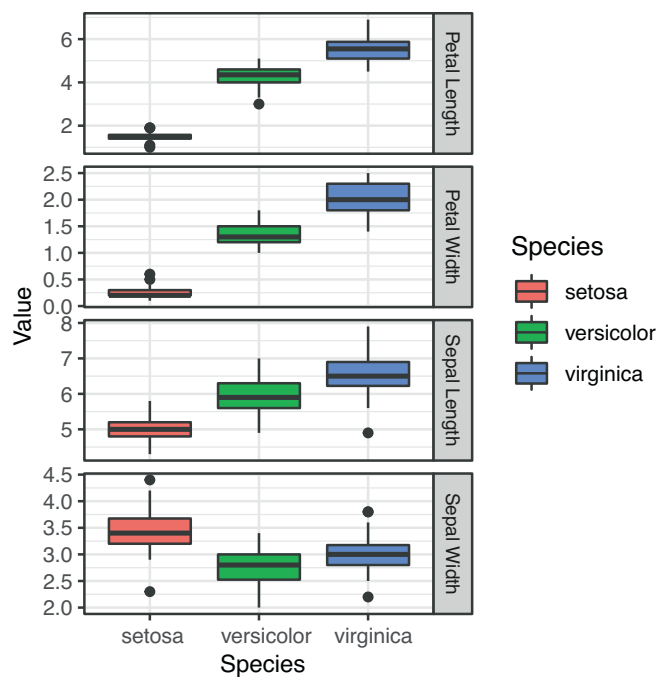 6
4
2
Petal Length
2.5
2.0
1.5
1.0
0.5
0.0
Petal Width
Value
8
7
6
5
Sepal Length
4.5
4.0
3.5
3.0
2.5
2.0
Sepal Width
setosa versicolor virginica
Species
Species
setosa
versicolor
virginica